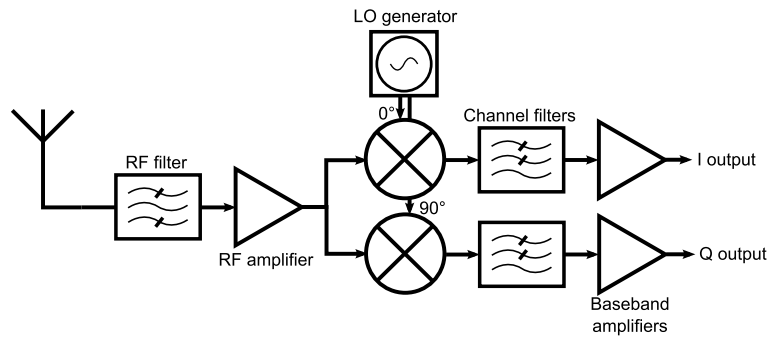 LO generator
0°
Channel filters
I output
RF filter
90°
RF amplifier
Q output
Baseband
amplifiers